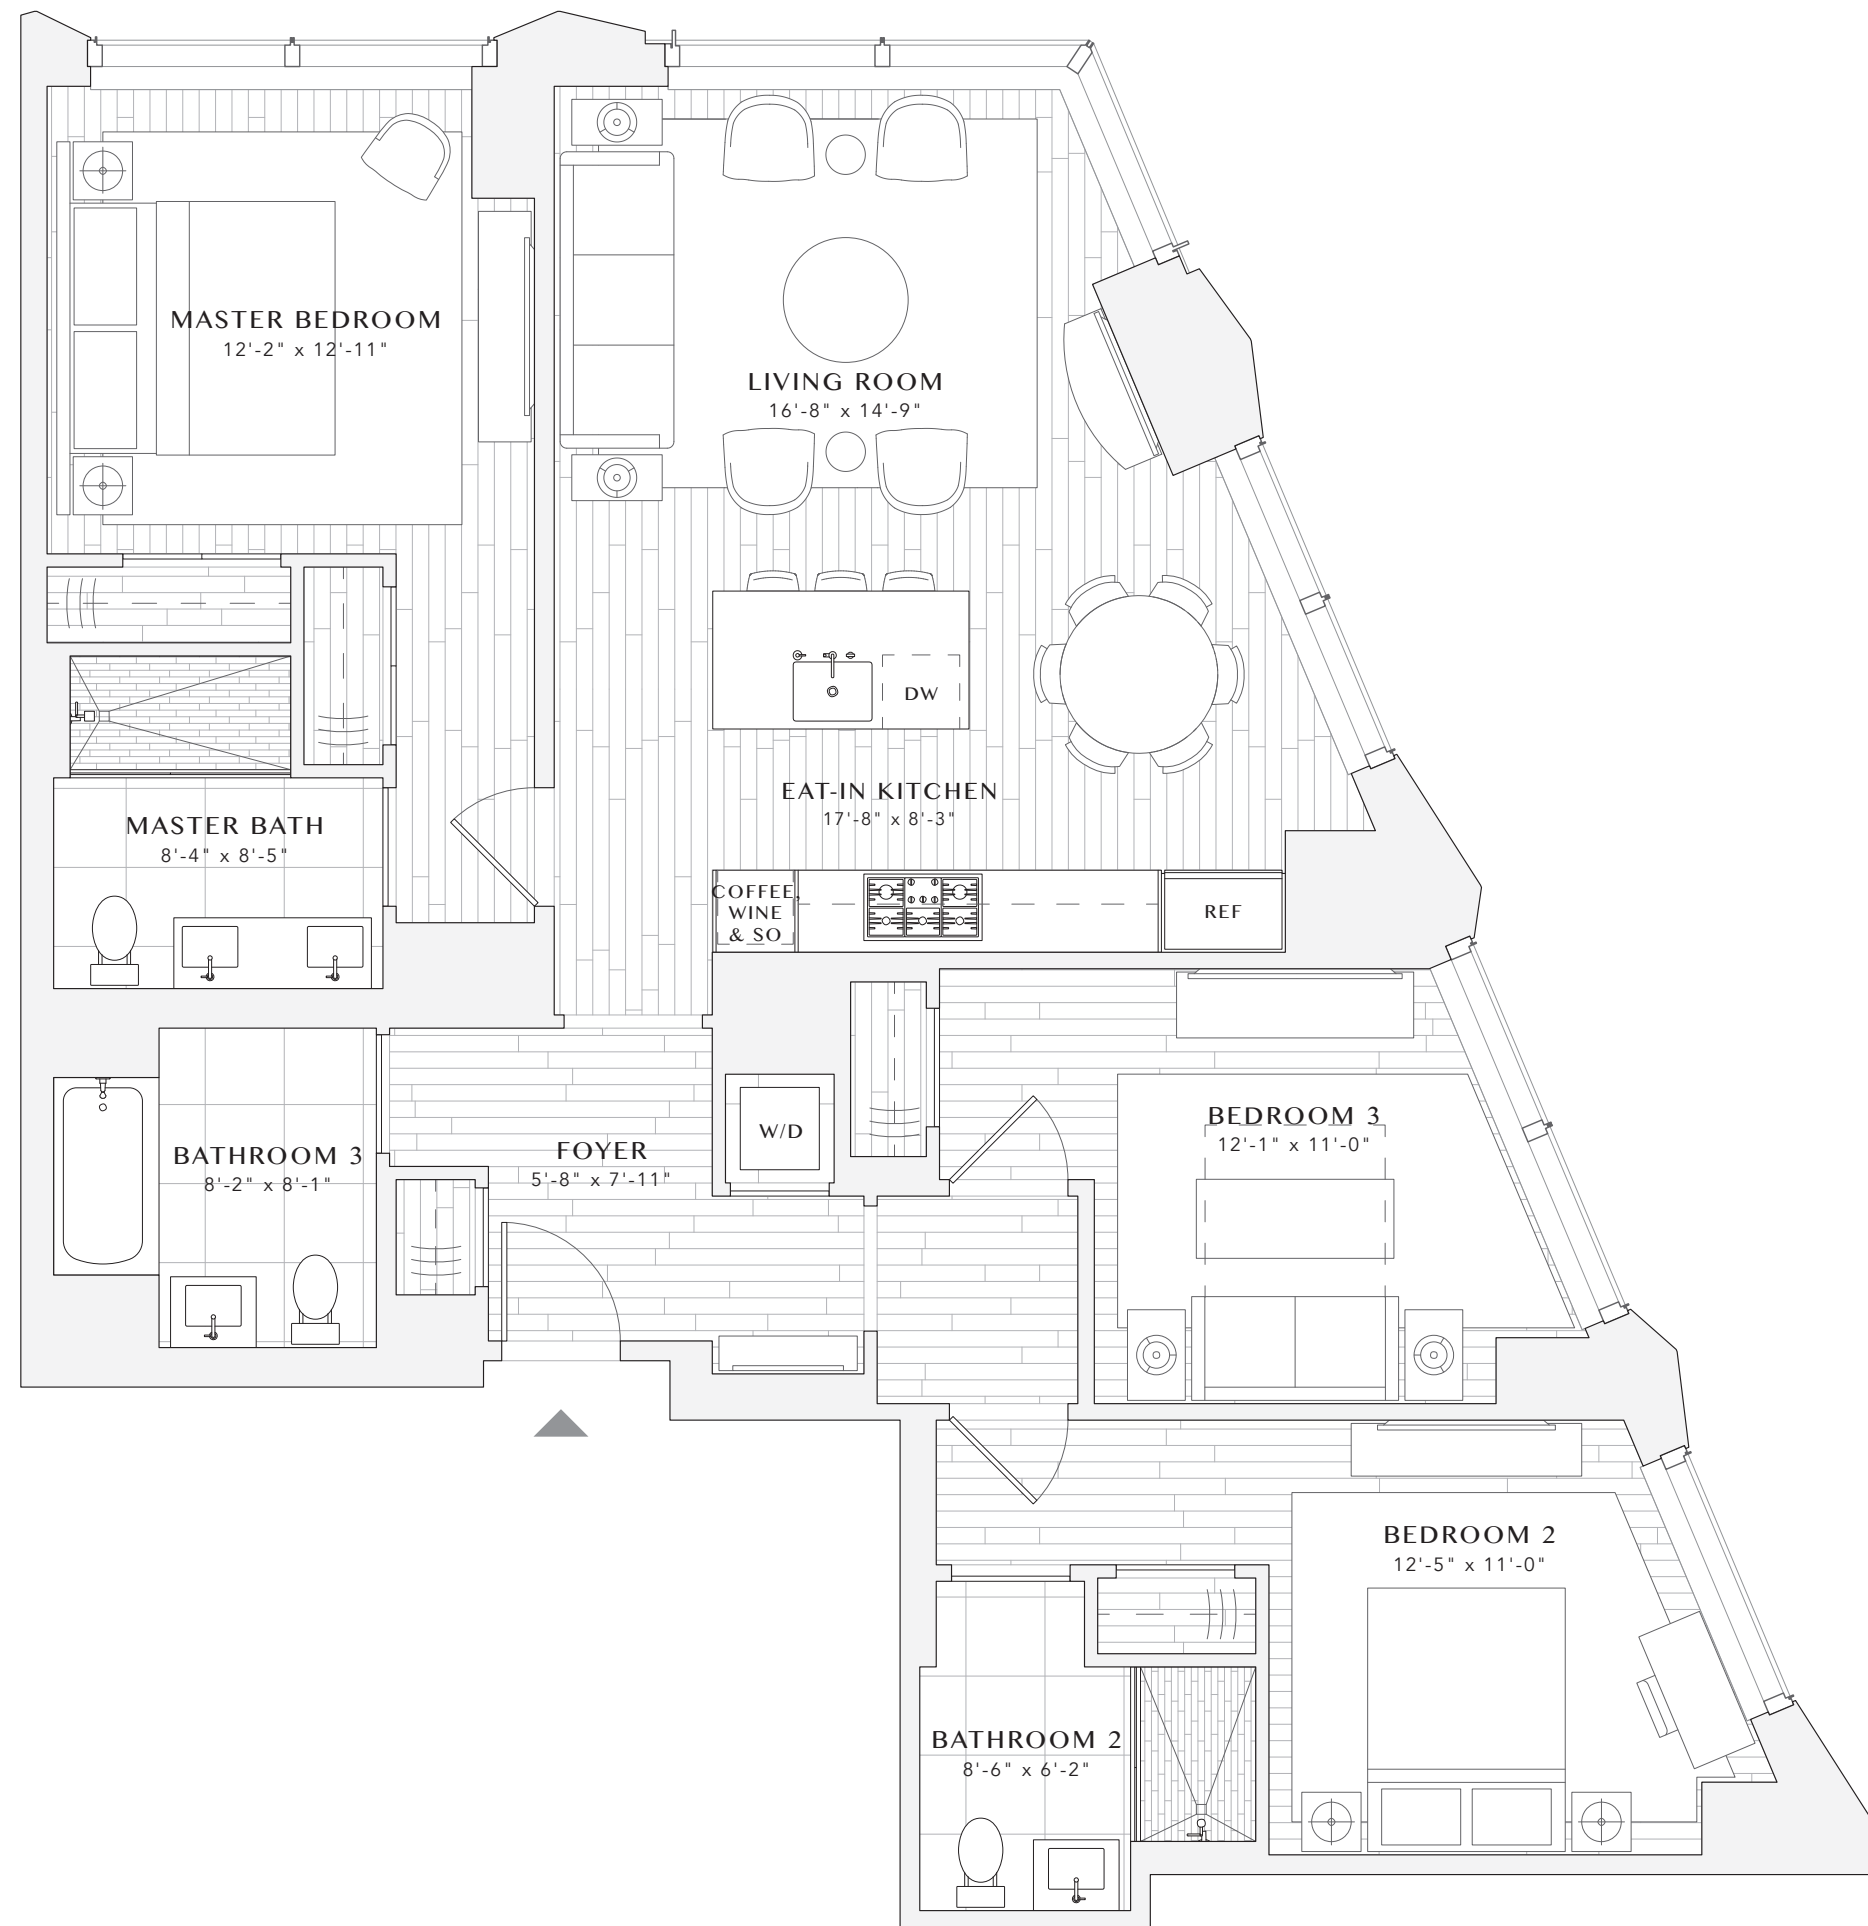 MASTER BEDROOM
12'-2" x 12'-11"
LIVING ROOM
16'-8" x 14'-9"
DW
EAT-IN KITCHEN
17'-8" x 8'-3"
MASTER BATH
8'-4" x 8'-5"
COFFEE,
WINE
& SO
REF
BEDROOM 3
12'-1" x 11'-0"
W/D
FOYER
5'-8" x 7'-11"
BATHROOM 3
8'-2" x 8'-1"
BEDROOM 2
12'-5" x 11'-0"
BATHROOM 2
8'-6" x 6'-2"